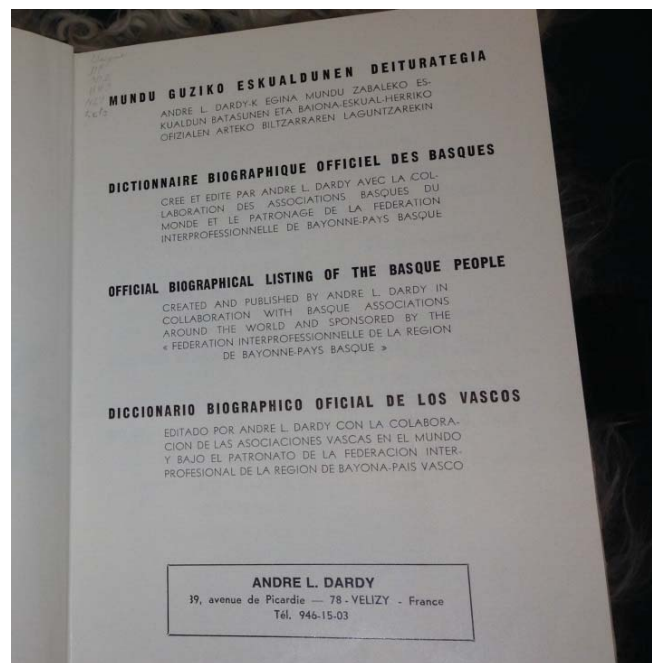 MUNDU GUZIKO ESKUALDUNEN DEITURATEGIA
ANDRE L. DARDY-K EGINA MUNDU ZABALEKO ES-
KUALDUN BATASUNEN ETA BAIONA-ESKUAL-HERRIKO
OFIZIALEN ARTEKO BILTZARRAREN LAGUNTZAREKIN
DICTIONNAIRE BIOGRAPHIQUE OFFICIEL DES BASQUES
CREE ET EDITE PAR ANDRE L. DARDY AVEC LA COL-
LABORATION DES ASSOCIATIONS BASQUES DU
MONDE ET LE PATRONAGE DE LA FEDERATION
INTERPROFESSIONNELLE DE BAYONNE-PAYS BASQUE
OFFICIAL BIOGRAPHICAL LISTING OF THE BASQUE PEOPLE
CREATED AND PUBLISHED BY ANDRE L. DARDY IN
COLLABORATION WITH BASQUE ASSOCIATIONS
AROUND THE WORLD AND SPONSORED BY THE
« FEDERATION INTERPROFESSIONNELLE DE LA REGION
DE BAYONNE-PAYS BASQUE »
DICCIONARIO BIOGRAPHICO OFICIAL DE LOS VASCOS
EDITADO POR ANDRE L. DARDY CON LA COLABORA-
CION DE LAS ASOCIACIONES VASCAS EN EL MUNDO
Y BAJO EL PATRONATO DE LA FEDERACION INTER-
PROFESIONAL DE LA REGION DE BAYONA-PAIS VASCO
ANDRE L. DARDY
39, avenue de Picardie — 78 - VELIZY - France
Tél. 946-15-03